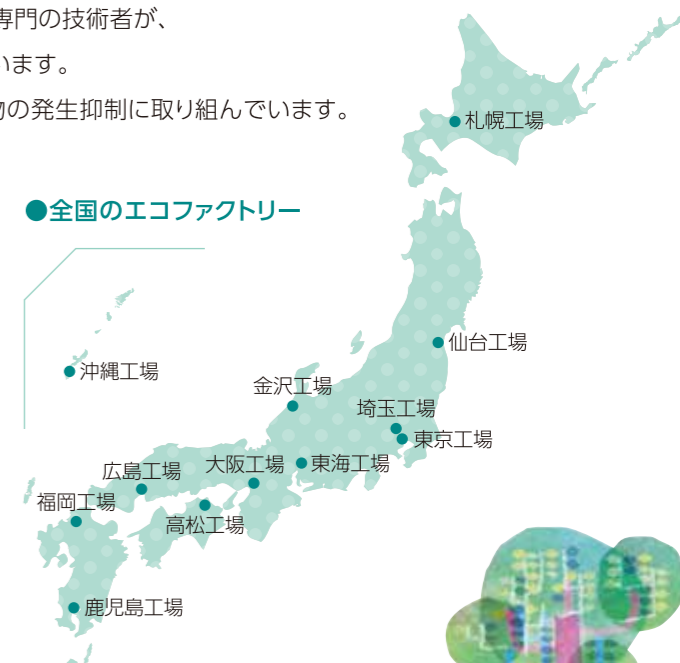 専門の技術者が、
います。
物の発生抑制に取り組んでいます。
●全国のエコファクトリー
札幌工場
仙台工場
沖縄工場
金沢工場
埼玉工場
東京工場
広島工場
大阪工場
東海工場
福岡工場
高松工場
鹿児島工場